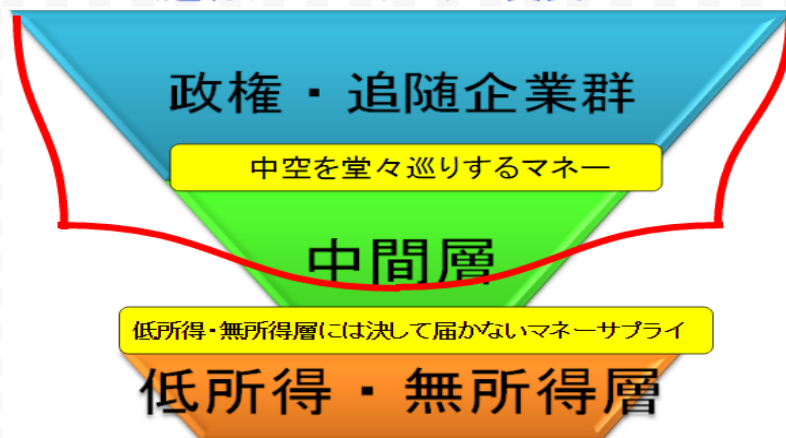 政権・追随企業群
中空を堂々巡りするマネー
中間層
低所得・無所得層には決して届かないマネーサプライ
低所得・無所得層